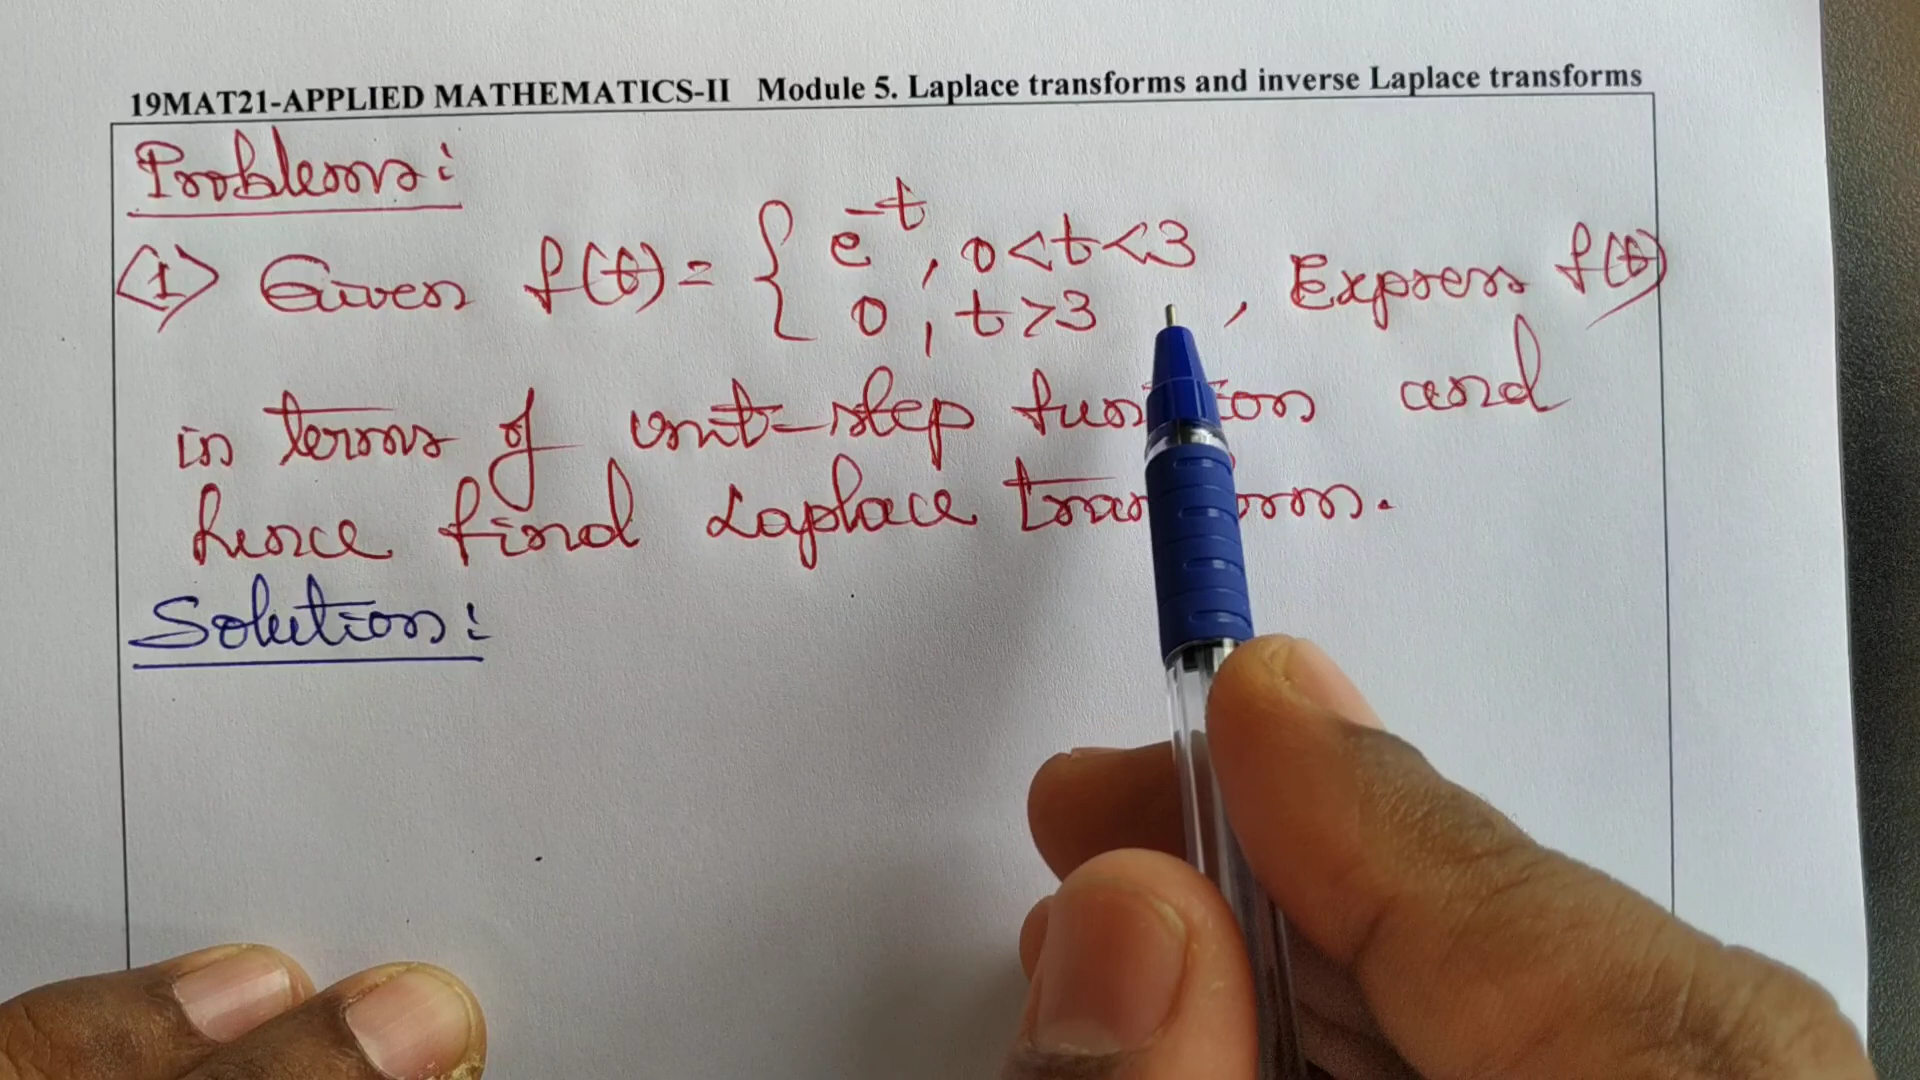 19MAT21-APPLIED MATHEMATICS-II Module 5. Laplace transforms and inverse Laplace transforms
Problems:
<1> Given f(t) = { e^-t, 0<t<3
0, t>3 , Express f(t)
in terms of unit-step function and
hence find Laplace transform.
Solution: